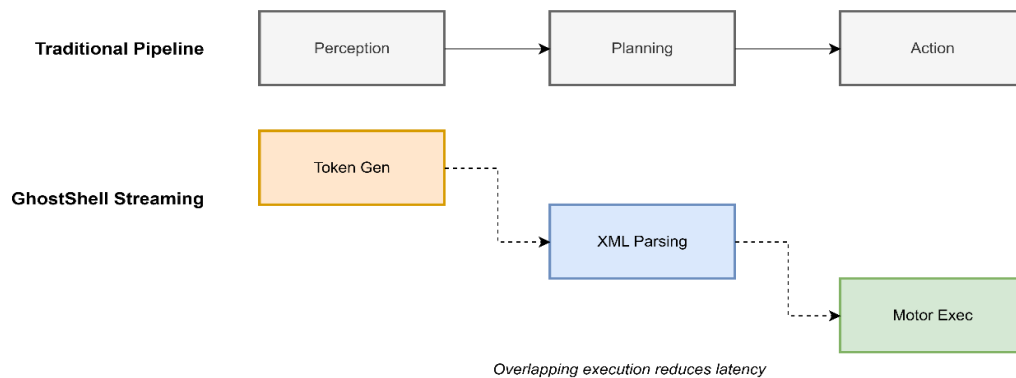 Traditional Pipeline
Perception
Planning
Action
GhostShell Streaming
Token Gen
XML Parsing
Motor Exec
Overlapping execution reduces latency